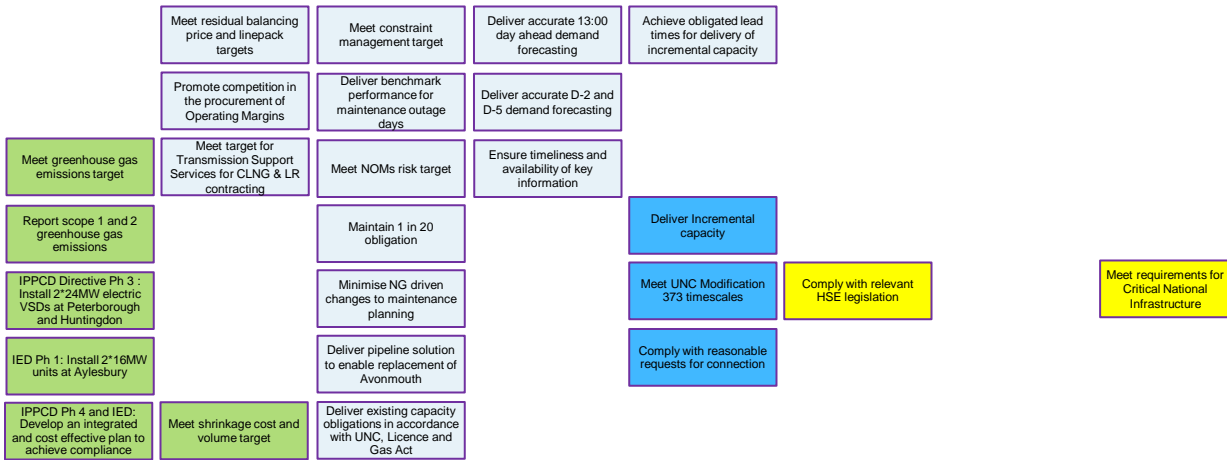 Meet residual balancing
price and linepack
targets
Meet constraint
management target
Deliver accurate 13:00
day ahead demand
forecasting
Achieve obligated lead
times for delivery of
incremental capacity
Promote competition in
the procurement of
Operating Margins
Deliver benchmark
performance for
maintenance outage
days
Deliver accurate D-2 and
D-5 demand forecasting
Meet greenhouse gas
emissions target
Meet target for
Transmission Support
Services for CLNG & LR
contracting
Meet NOMs risk target
Ensure timeliness and
availability of key
information
Report scope 1 and 2
greenhouse gas
emissions
Maintain 1 in 20
obligation
Deliver Incremental
capacity
IPPCD Directive Ph 3 :
Install 2*24MW electric
VSDs at Peterborough
and Huntingdon
Minimise NG driven
changes to maintenance
planning
Meet UNC Modification
373 timescales
Comply with relevant
HSE legislation
Meet requirements for
Critical National
Infrastructure
IED Ph 1: Install 2*16MW
units at Aylesbury
Deliver pipeline solution
to enable replacement of
Avonmouth
Comply with reasonable
requests for connection
IPPCD Ph 4 and IED:
Develop an integrated
and cost effective plan to
achieve compliance
Meet shrinkage cost and
volume target
Deliver existing capacity
obligations in accordance
with UNC, Licence and
Gas Act